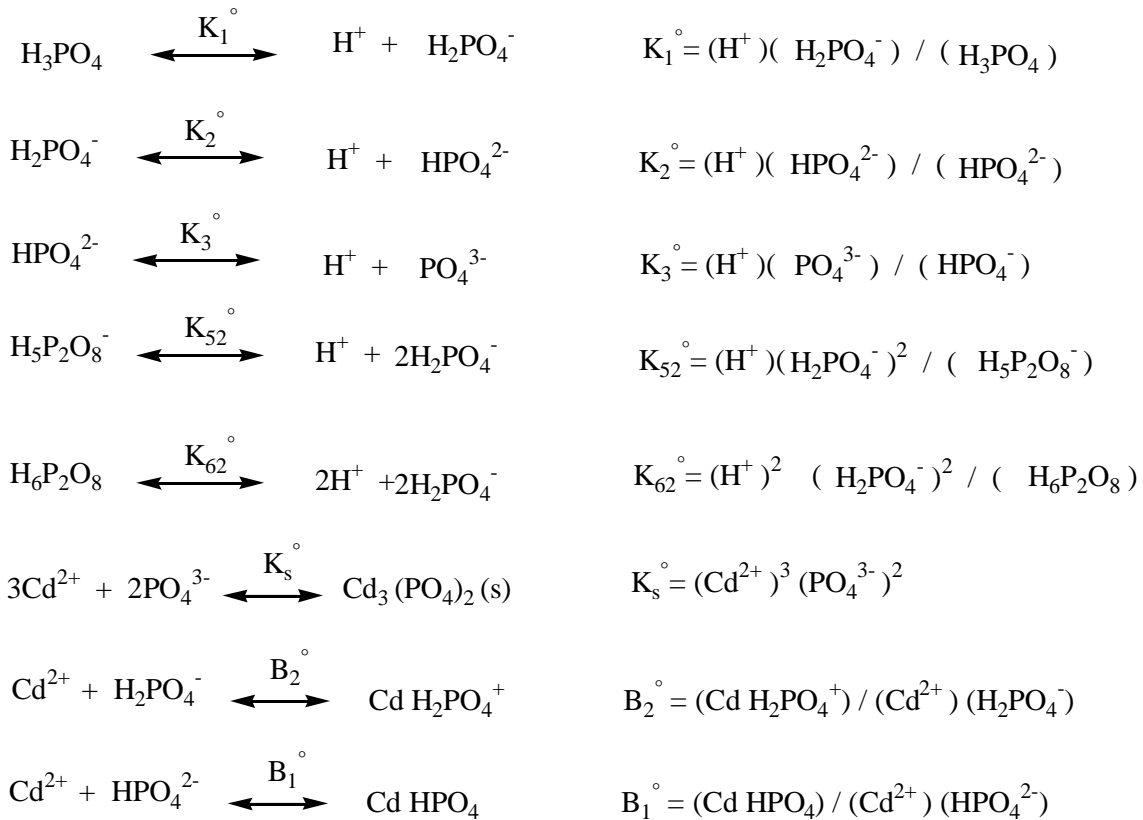 H₃PO₄ ⟷ K₁° H⁺ + H₂PO₄⁻ K₁° = (H⁺)( H₂PO₄⁻) / ( H₃PO₄ )
H₂PO₄⁻ ⟷ K₂° H⁺ + HPO₄²⁻ K₂° = (H⁺)( HPO₄²⁻) / ( HPO₄²⁻)
HPO₄²⁻ ⟷ K₃° H⁺ + PO₄³⁻ K₃° = (H⁺)( PO₄³⁻) / ( HPO₄⁻)
H₅P₂O₈⁻ ⟷ K₅₂° H⁺ + 2H₂PO₄⁻ K₅₂° = (H⁺)(H₂PO₄⁻)² / ( H₅P₂O₈⁻)
H₆P₂O₈ ⟷ K₆₂° 2H⁺ +2H₂PO₄⁻ K₆₂° = (H⁺)² ( H₂PO₄⁻)² / ( H₆P₂O₈ )
3Cd²⁺ + 2PO₄³⁻ ⟷ Kₛ° Cd₃ (PO₄)₂ (s) Kₛ° = (Cd²⁺)³ (PO₄³⁻)²
Cd²⁺ + H₂PO₄⁻ ⟷ B₂° Cd H₂PO₄⁺ B₂° = (Cd H₂PO₄⁺) / (Cd²⁺) (H₂PO₄⁻)
Cd²⁺ + HPO₄²⁻ ⟷ B₁° Cd HPO₄ B₁° = (Cd HPO₄) / (Cd²⁺) (HPO₄²⁻)